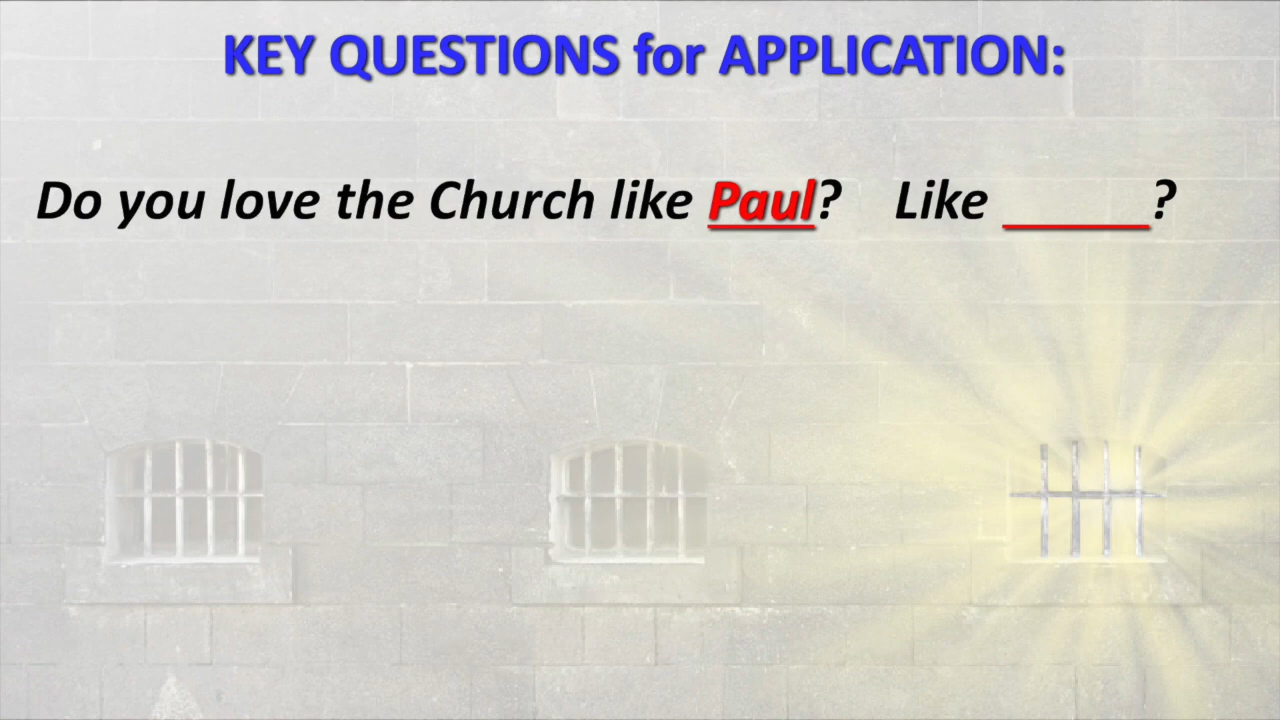 KEY QUESTIONS for APPLICATION:
Do you love the Church like Paul? Like ______?